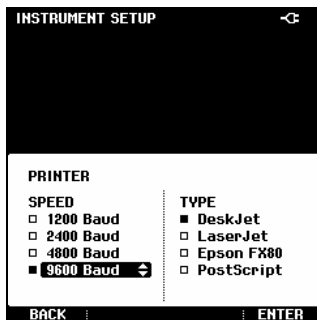 INSTRUMENT SETUP
PRINTER
SPEED
1200 Baud
2400 Baud
4800 Baud
9600 Baud
TYPE
DeskJet
LaserJet
Epson FX80
PostScript
BACK
ENTER